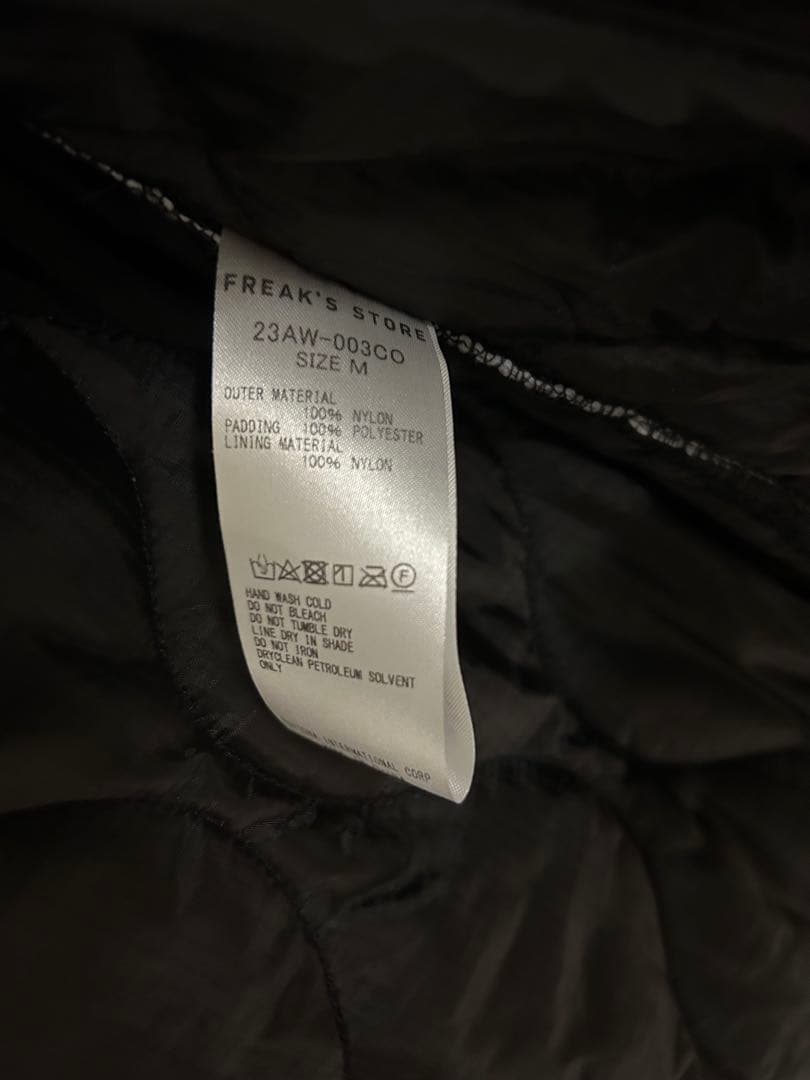 FREAK'S STORE
23AW-003CO
SIZE M
OUTER MATERIAL
100% NYLON
PADDING 100% POLYESTER
LINING MATERIAL
100% NYLON
F
HAND WASH COLD
DO NOT BLEACH
DO NOT TUMBLE DRY
LINE DRY IN SHADE
DO NOT IRON
DRYCLEAN PETROLEUM SOLVENT
ONLY
INTERNATIONAL CORP